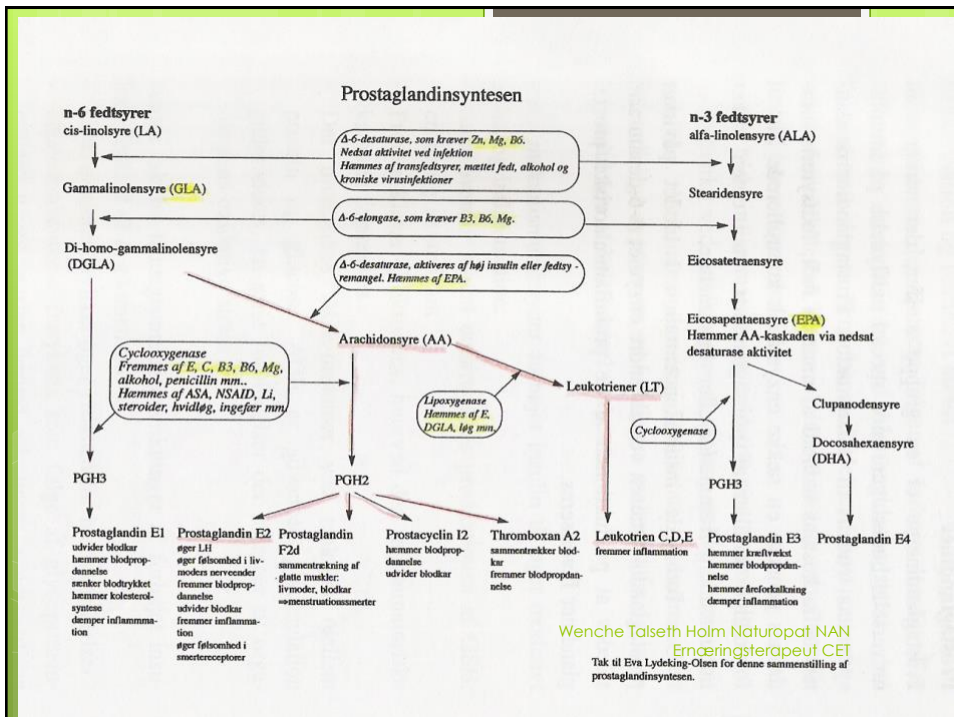 Prostaglandinsyntesen
n-6 fedtsyrer
cis-linolsyre (LA)
Gammalinolensyre (GLA)
Di-homo-gammalinolensyre
(DGLA)
Δ-6-desaturase, som kræver Zn, Mg, B6.
Nedsat aktivitet ved infektion
Hæmmes af transfedtsyrer, mættet fedt, alkohol og
kroniske virusinfektioner
Δ-6-elongase, som kræver B3, B6, Mg.
Δ-6-desaturase, aktiveres af høj insulin eller fedtsy -
remangel. Hæmmes af EPA.
n-3 fedtsyrer
alfa-linolensyre (ALA)
Stearidensyre
Eicosatetraensyre
Eicosapentaensyre (EPA)
Hæmmer AA-kaskaden via nedsat
desaturase aktivitet
Arachidonsyre (AA)
Cyclooxygenase
Fremmes af E, C, B3, B6, Mg,
alkohol, penicillin mm..
Hæmmes af ASA, NSAID, Li,
steroider, hvidløg, ingefær mm,
Lipoxygenase
Hæmmes af E,
DGLA, løg mm,
Leukotriener (LT)
Cyclooxygenase
Clupanodensyre
Docosahexaensyre
(DHA)
PGH3
PGH2
PGH3
Prostaglandin E1
udvider blodkar
hæmmer blodprop-
dannelse
sænker blodtrykket
hæmmer kolesterol-
syntese
dæmper inflammma-
tion
Prostaglandin E2
øger LH
øger følsomhed i liv-
moders nerveender
fremmer blodprop-
dannelse
udvider blodkar
fremmer imflamma-
tion
øger følsomhed i
smertereceptorer
Prostaglandin
F2d
sammentrækning af
glatte muskler:
livmoder, blodkar
⇒menstruationssmerter
Prostacyclin I2
hæmmer blodprop-
dannelse
udvider blodkar
Thromboxan A2
sammentrækker blod-
kar
fremmer blodpropdan-
nelse
Leukotrien C,D,E
fremmer inflammation
Prostaglandin E3
hæmmer kræftvækst
hæmmer blodpropdan-
nelse
hæmmer åreforkalkning
dæmper inflammation
Prostaglandin E4
Wenche Talseth Holm Naturopat NAN
Ernæringsterapeut CET
Tak til Eva Lydeking-Olsen for denne sammenstilling af
prostaglandinsyntesen.